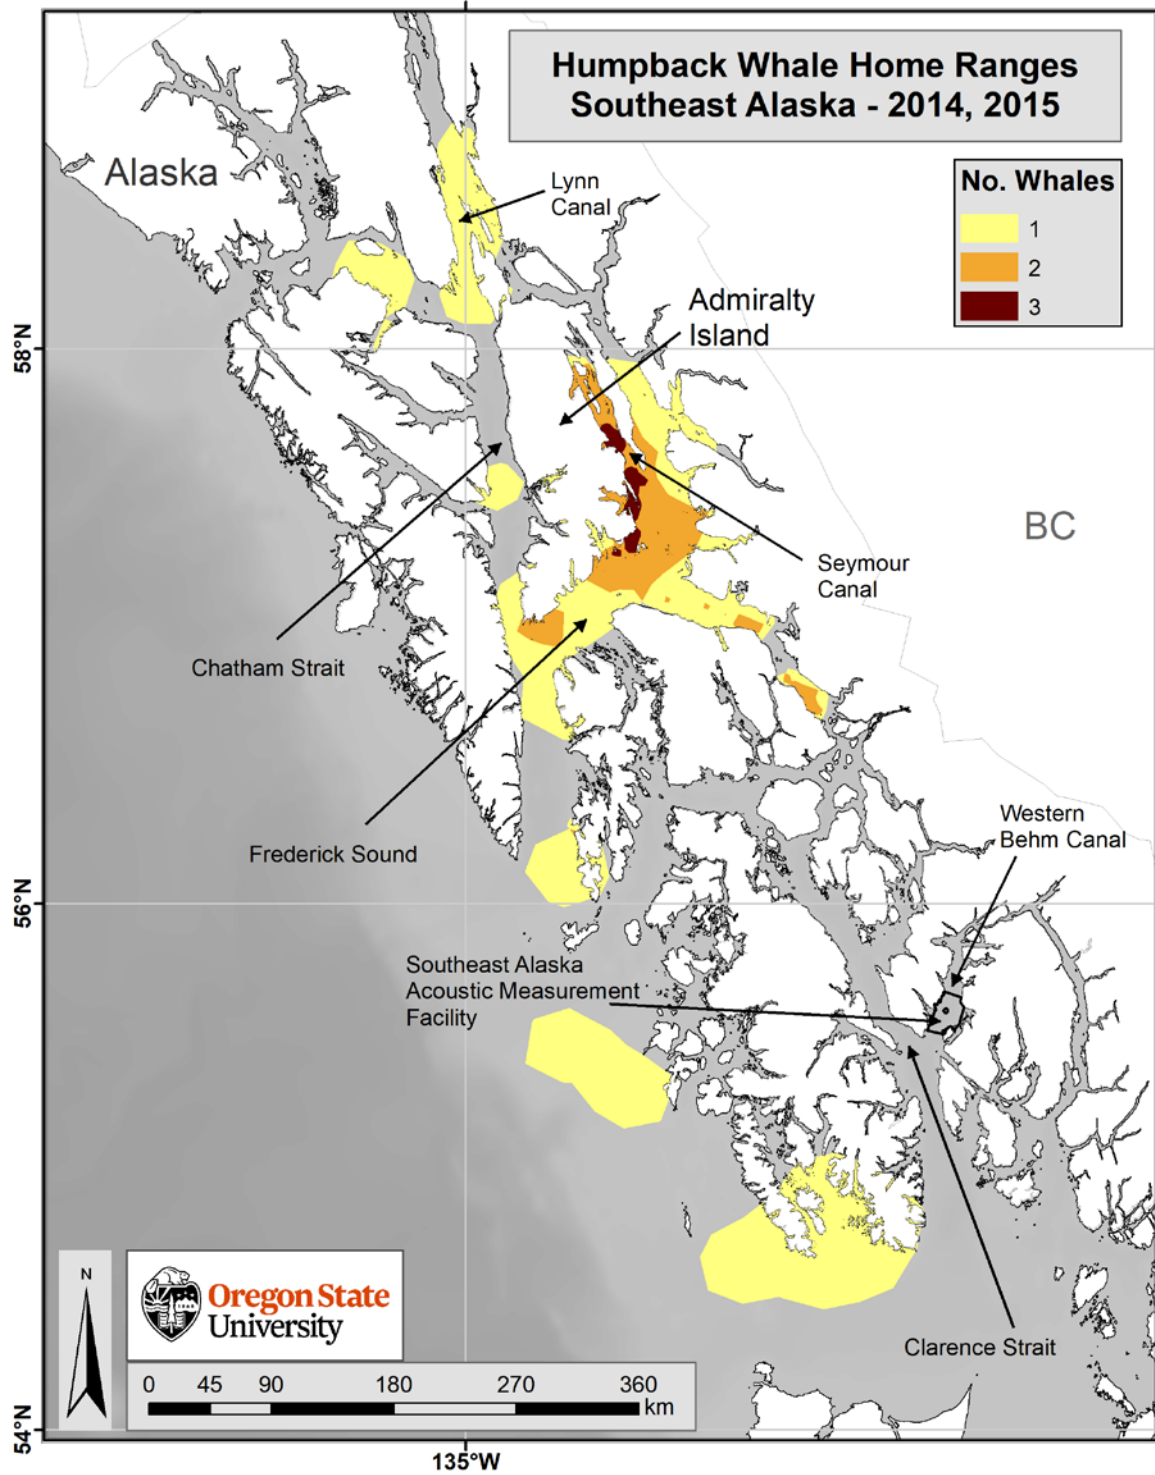 Humpback Whale Home Ranges
Southeast Alaska - 2014, 2015
Alaska
Lynn
Canal
No. Whales
1
2
3
Admiralty
Island
58°N
BC
Seymour
Canal
Chatham Strait
Frederick Sound
Western
Behm Canal
56°N
Southeast Alaska
Acoustic Measurement
Facility
Clarence Strait
N
Oregon State
University
0 45 90 180 270 360
km
54°N
135°W